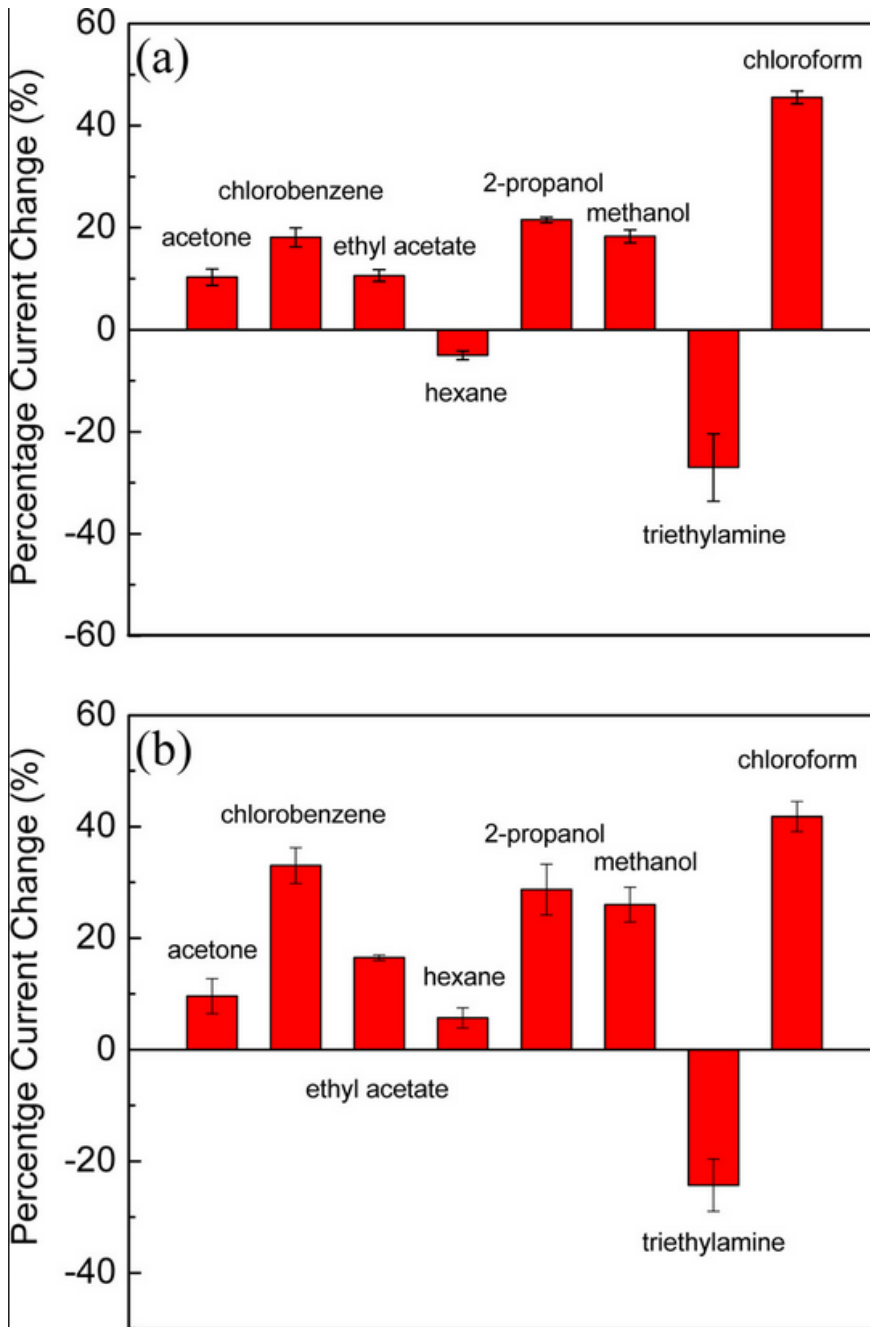 (a)
Percentage Current Change (%)
60
40
20
0
-20
-40
-60
acetone
chlorobenzene
ethyl acetate
hexane
2-propanol
methanol
triethylamine
chloroform
(b)
Percentge Current Change (%)
60
40
20
0
-20
-40
acetone
chlorobenzene
ethyl acetate
hexane
2-propanol
methanol
triethylamine
chloroform